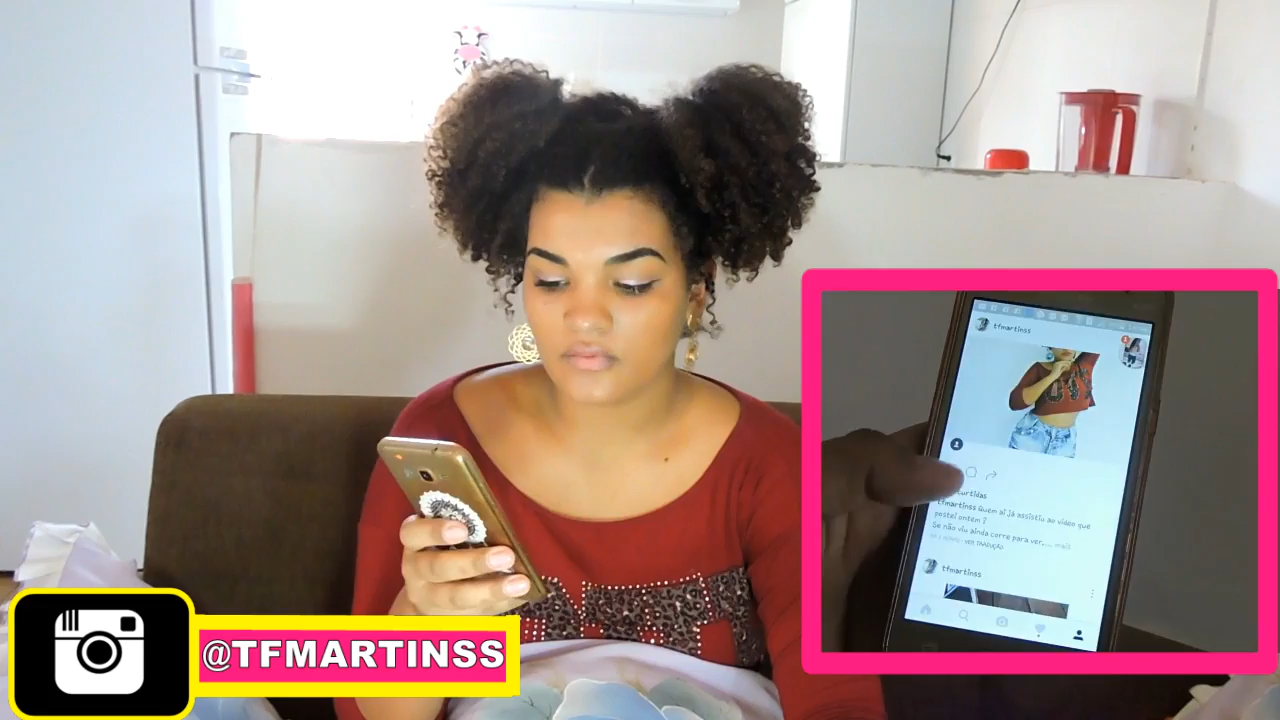 tfmartinss
curtidas
tfmartinss Quem aí já assistiu ao vídeo que
postei ontem ?
Se não viu ainda corre para ver.... mais
VER TRADUÇÃO
tfmartinss
@TFMARTINSS